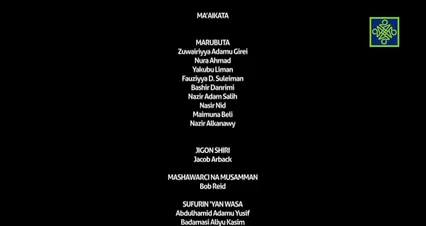 MA'AIKATA
MARUBUTA
Zuwairiyya Adamu Girei
Nura Ahmad
Yakubu Liman
Fauziyya D. Suleiman
Bashir Danrimi
Nazir Adam Salih
Nasir Nid
Maimuna Beli
Nazir Alkanawy
JIGON SHIRI
Jacob Arback
MASHAWARCI NA MUSAMMAN
Bob Reid
SUFURIN 'YAN WASA
Abdulhamid Adamu Yusif
Badamasi Aliyu Kasim